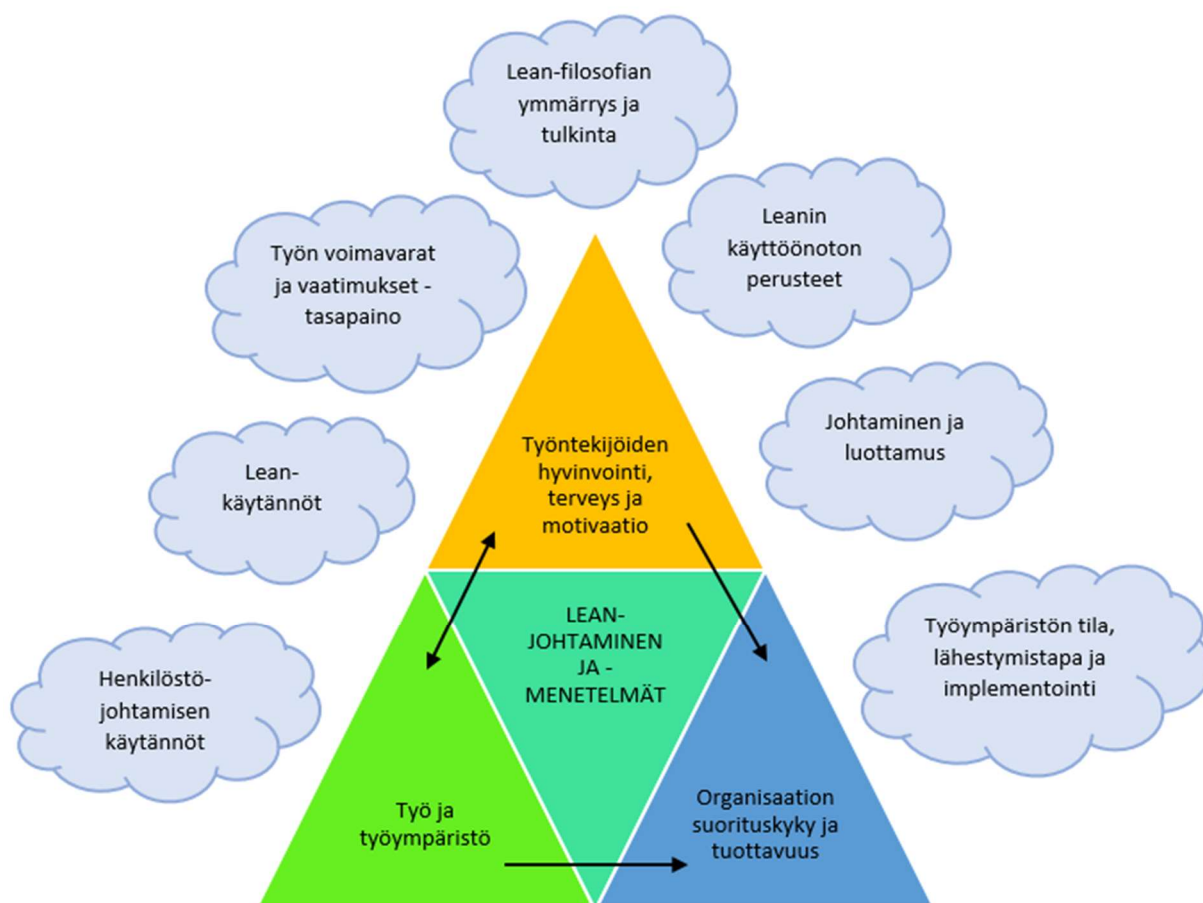 Lean-filosofian
ymmärrys ja
tulkinta
Leanin
käyttöönoton
perusteet
Työn voimavarat
ja vaatimukset -
tasapaino
Johtaminen ja
luottamus
Lean-
käytännöt
Työntekijöiden
hyvinvointi,
terveys ja
motivaatio
Työympäristön tila,
lähestymistapa ja
implementointi
Henkilöstö-
johtamisen
käytännöt
LEAN-
JOHTAMINEN
JA -
MENETELMÄT
Työ ja
työympäristö
Organisaation
suorituskyky ja
tuottavuus